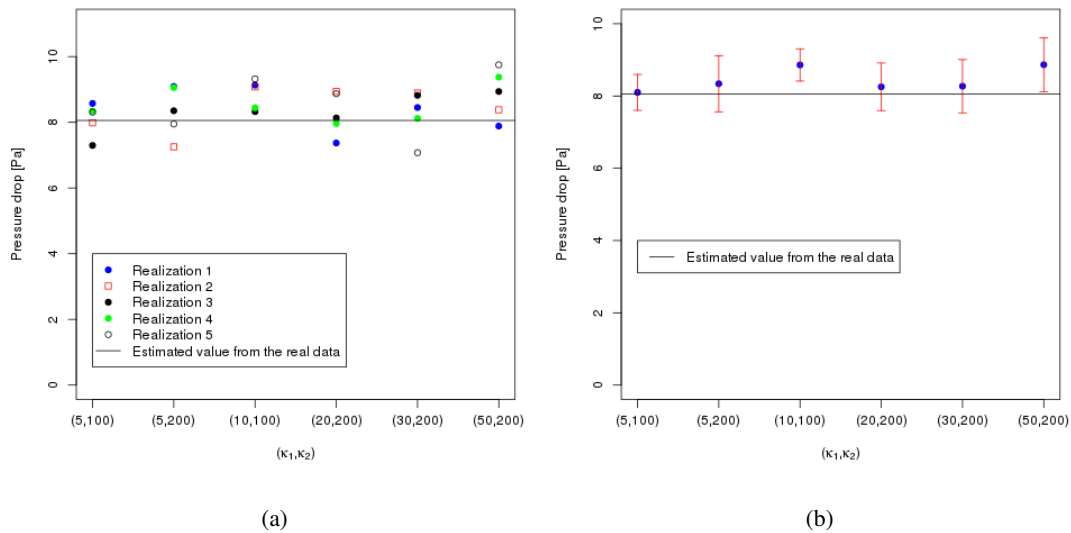 Pressure drop [Pa]
10
8
6
4
2
0
Realization 1
Realization 2
Realization 3
Realization 4
Realization 5
Estimated value from the real data
(5,100) (5,200) (10,100) (20,200) (30,200) (50,200)
(κ1,κ2)
(a)
Pressure drop [Pa]
10
8
6
4
2
0
Estimated value from the real data
(5,100) (5,200) (10,100) (20,200) (30,200) (50,200)
(κ1,κ2)
(b)